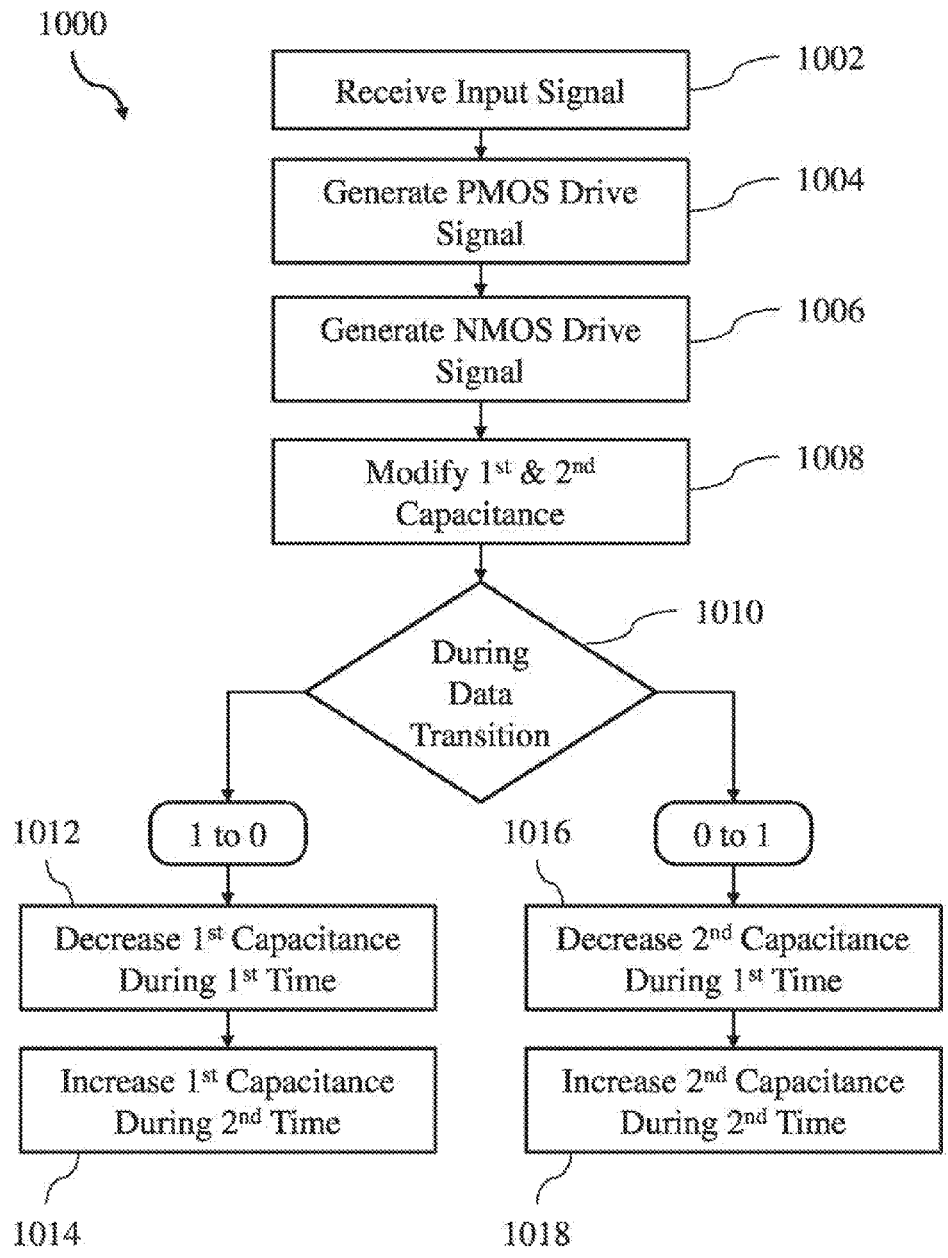 1000
Receive Input Signal
1002
Generate PMOS Drive
Signal
1004
Generate NMOS Drive
Signal
1006
Modify 1st & 2nd
Capacitance
1008
During
Data
Transition
1010
1 to 0
0 to 1
1012
Decrease 1st Capacitance
During 1st Time
1016
Decrease 2nd Capacitance
During 1st Time
Increase 1st Capacitance
During 2nd Time
1014
Increase 2nd Capacitance
During 2nd Time
1018